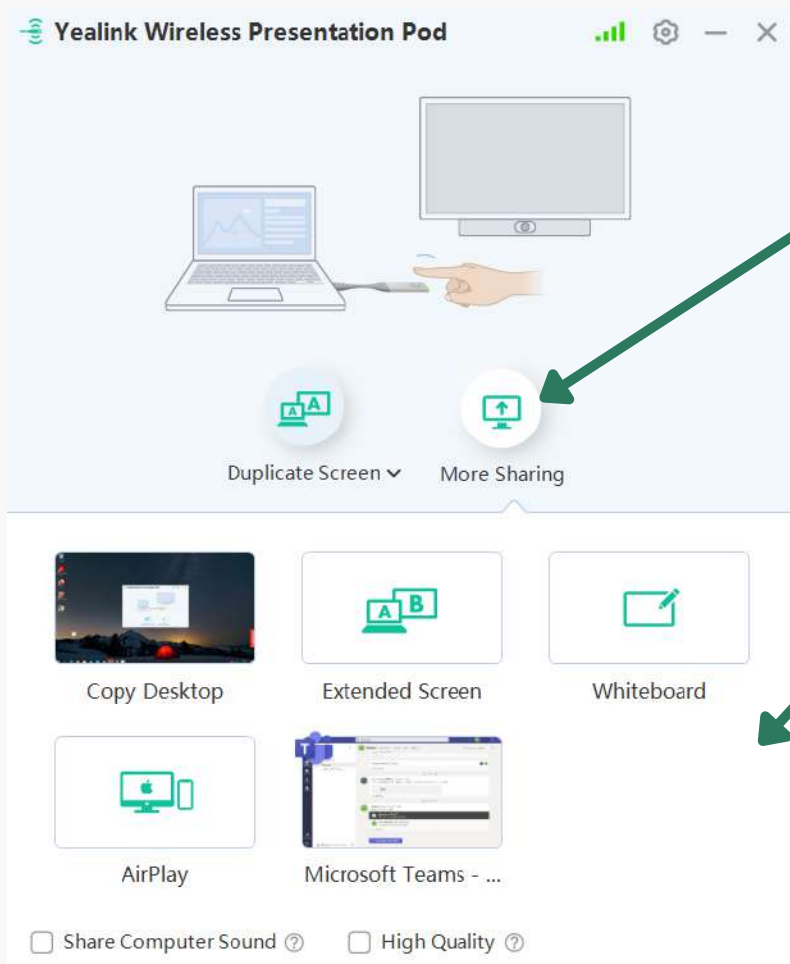 Yealink Wireless Presentation Pod
A A
Duplicate Screen
More Sharing
A B
Copy Desktop
Extended Screen
Whiteboard
T
AirPlay
Microsoft Teams - ...
Share Computer Sound ?
High Quality ?